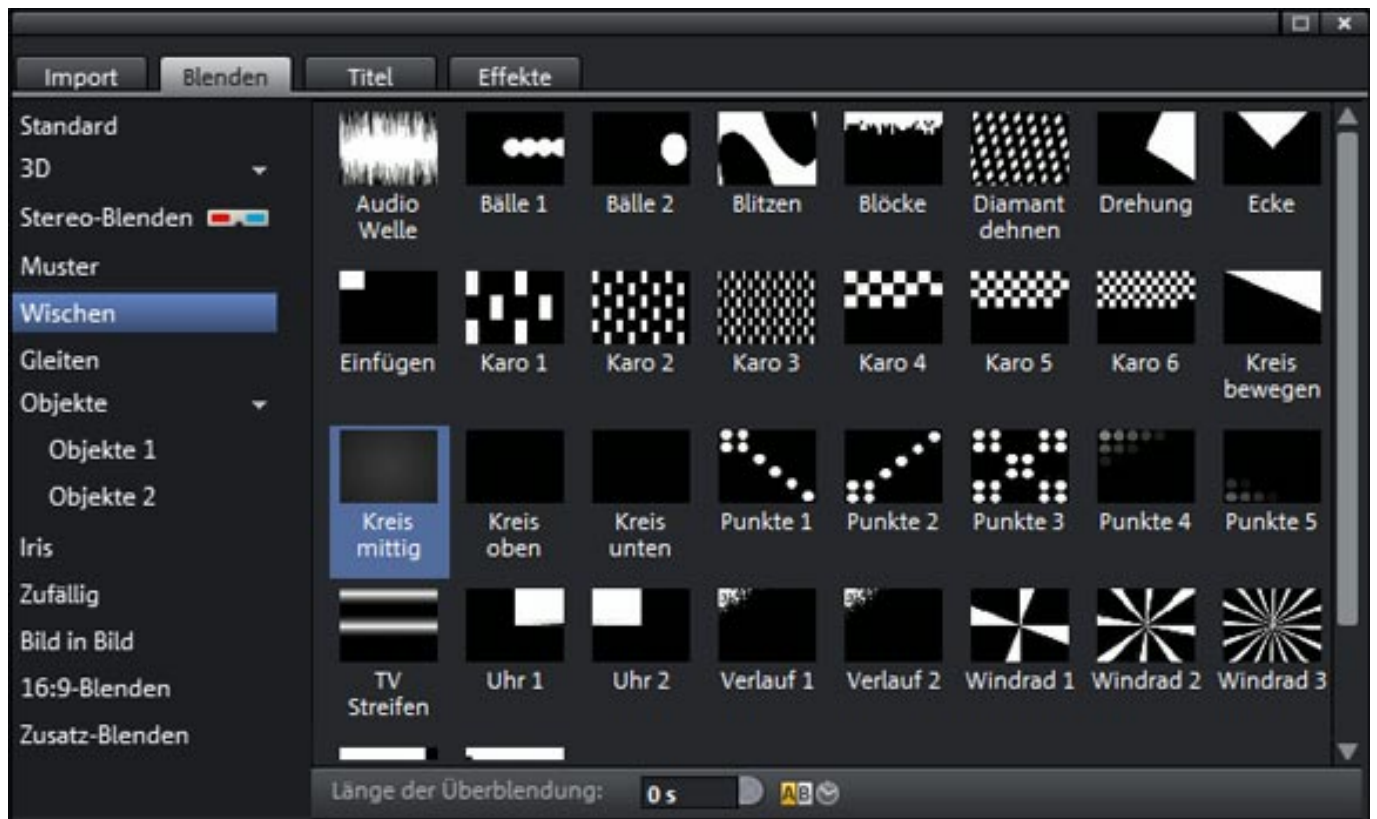 Import Blenden Titel Effekte
Standard
3D
Stereo-Blenden
Muster
Wischen
Gleiten
Objekte
Objekte 1
Objekte 2
Iris
Zufällig
Bild in Bild
16:9-Blenden
Zusatz-Blenden
Audio Welle
Bälle 1
Bälle 2
Blitzen
Blöcke
Diamant dehnen
Drehung
Ecke
Einfügen
Karo 1
Karo 2
Karo 3
Karo 4
Karo 5
Karo 6
Kreis bewegen
Kreis mittig
Kreis oben
Kreis unten
Punkte 1
Punkte 2
Punkte 3
Punkte 4
Punkte 5
TV Streifen
Uhr 1
Uhr 2
Verlauf 1
Verlauf 2
Windrad 1
Windrad 2
Windrad 3
Länge der Überblendung: 0 s AB